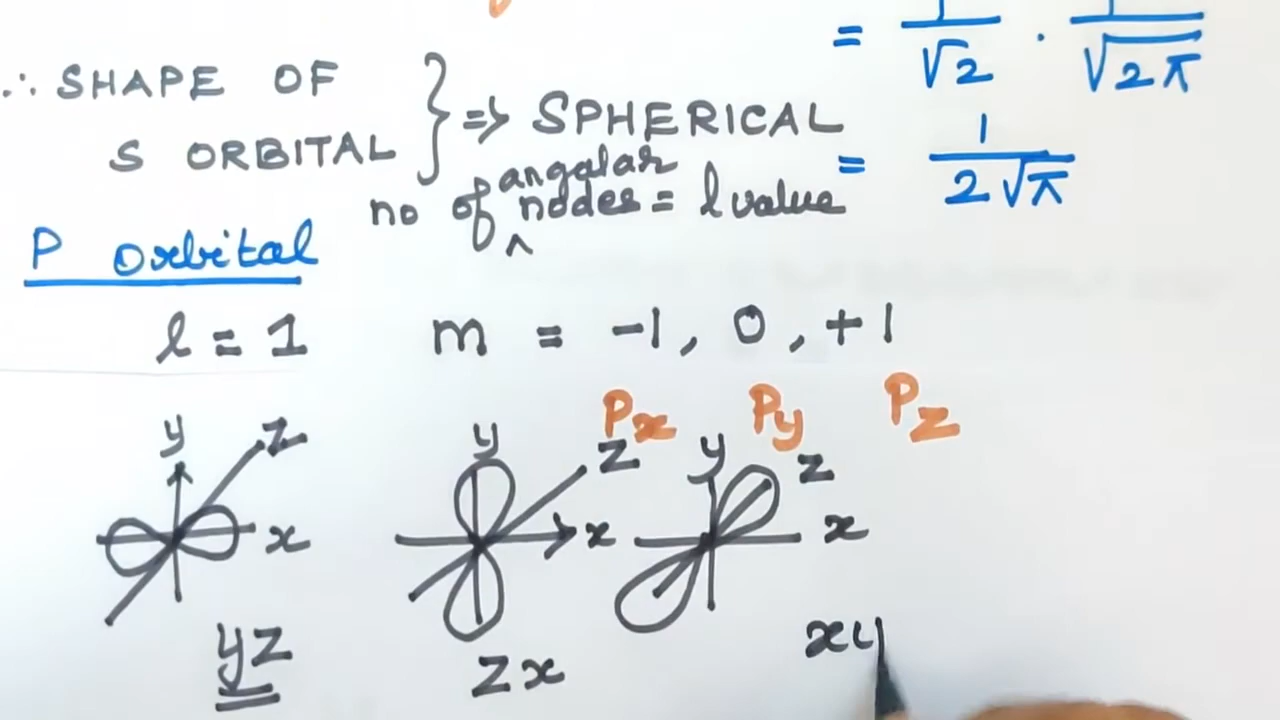 = 1/√2 · 1/√2π
∴ SHAPE OF
S ORBITAL } ⇒ SPHERICAL
= 1/2√π
no of ^ angular nodes = l value
P Orbital
l = 1 m = -1, 0, +1
Px Py Pz
y z x
y z x
y z x
yz
zx
xy